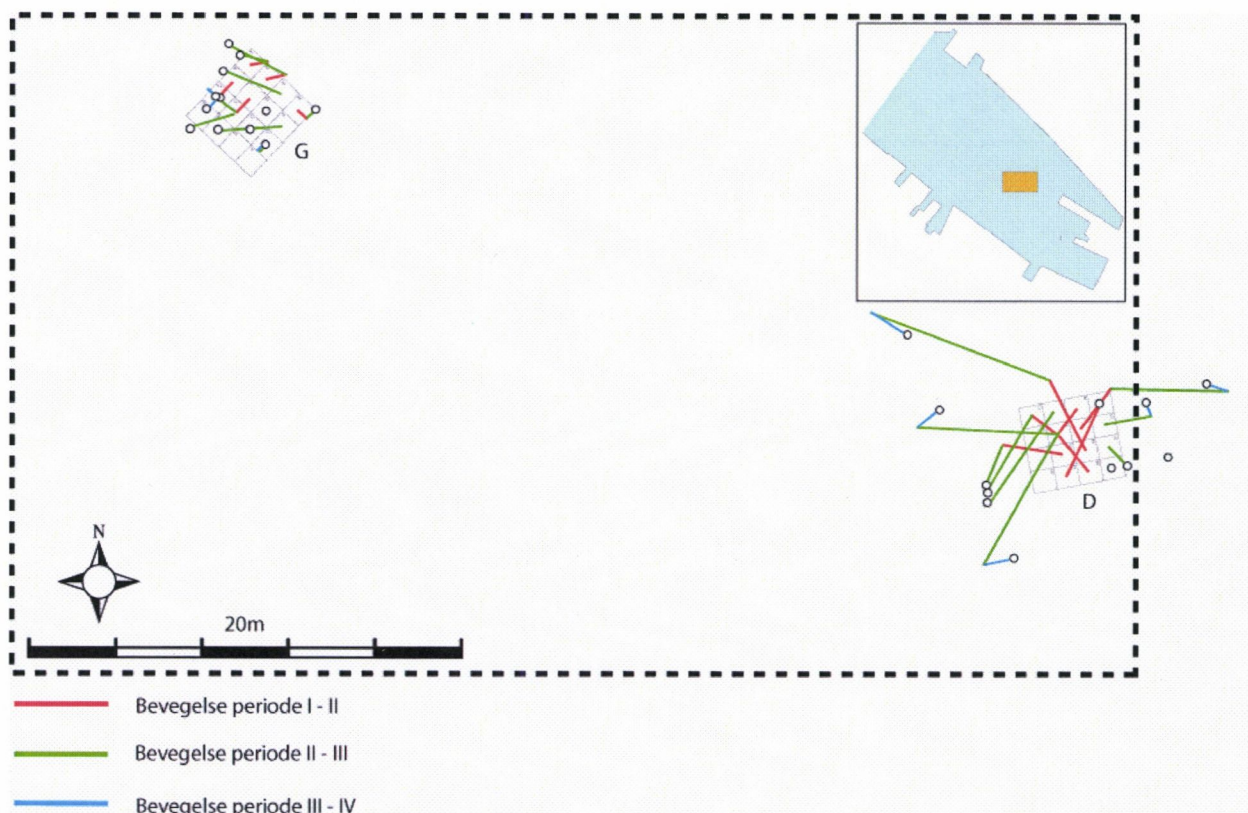 G
D
N
20m
Bevegelse periode I - II
Bevegelse periode II - III
Bevegelse periode III - IV